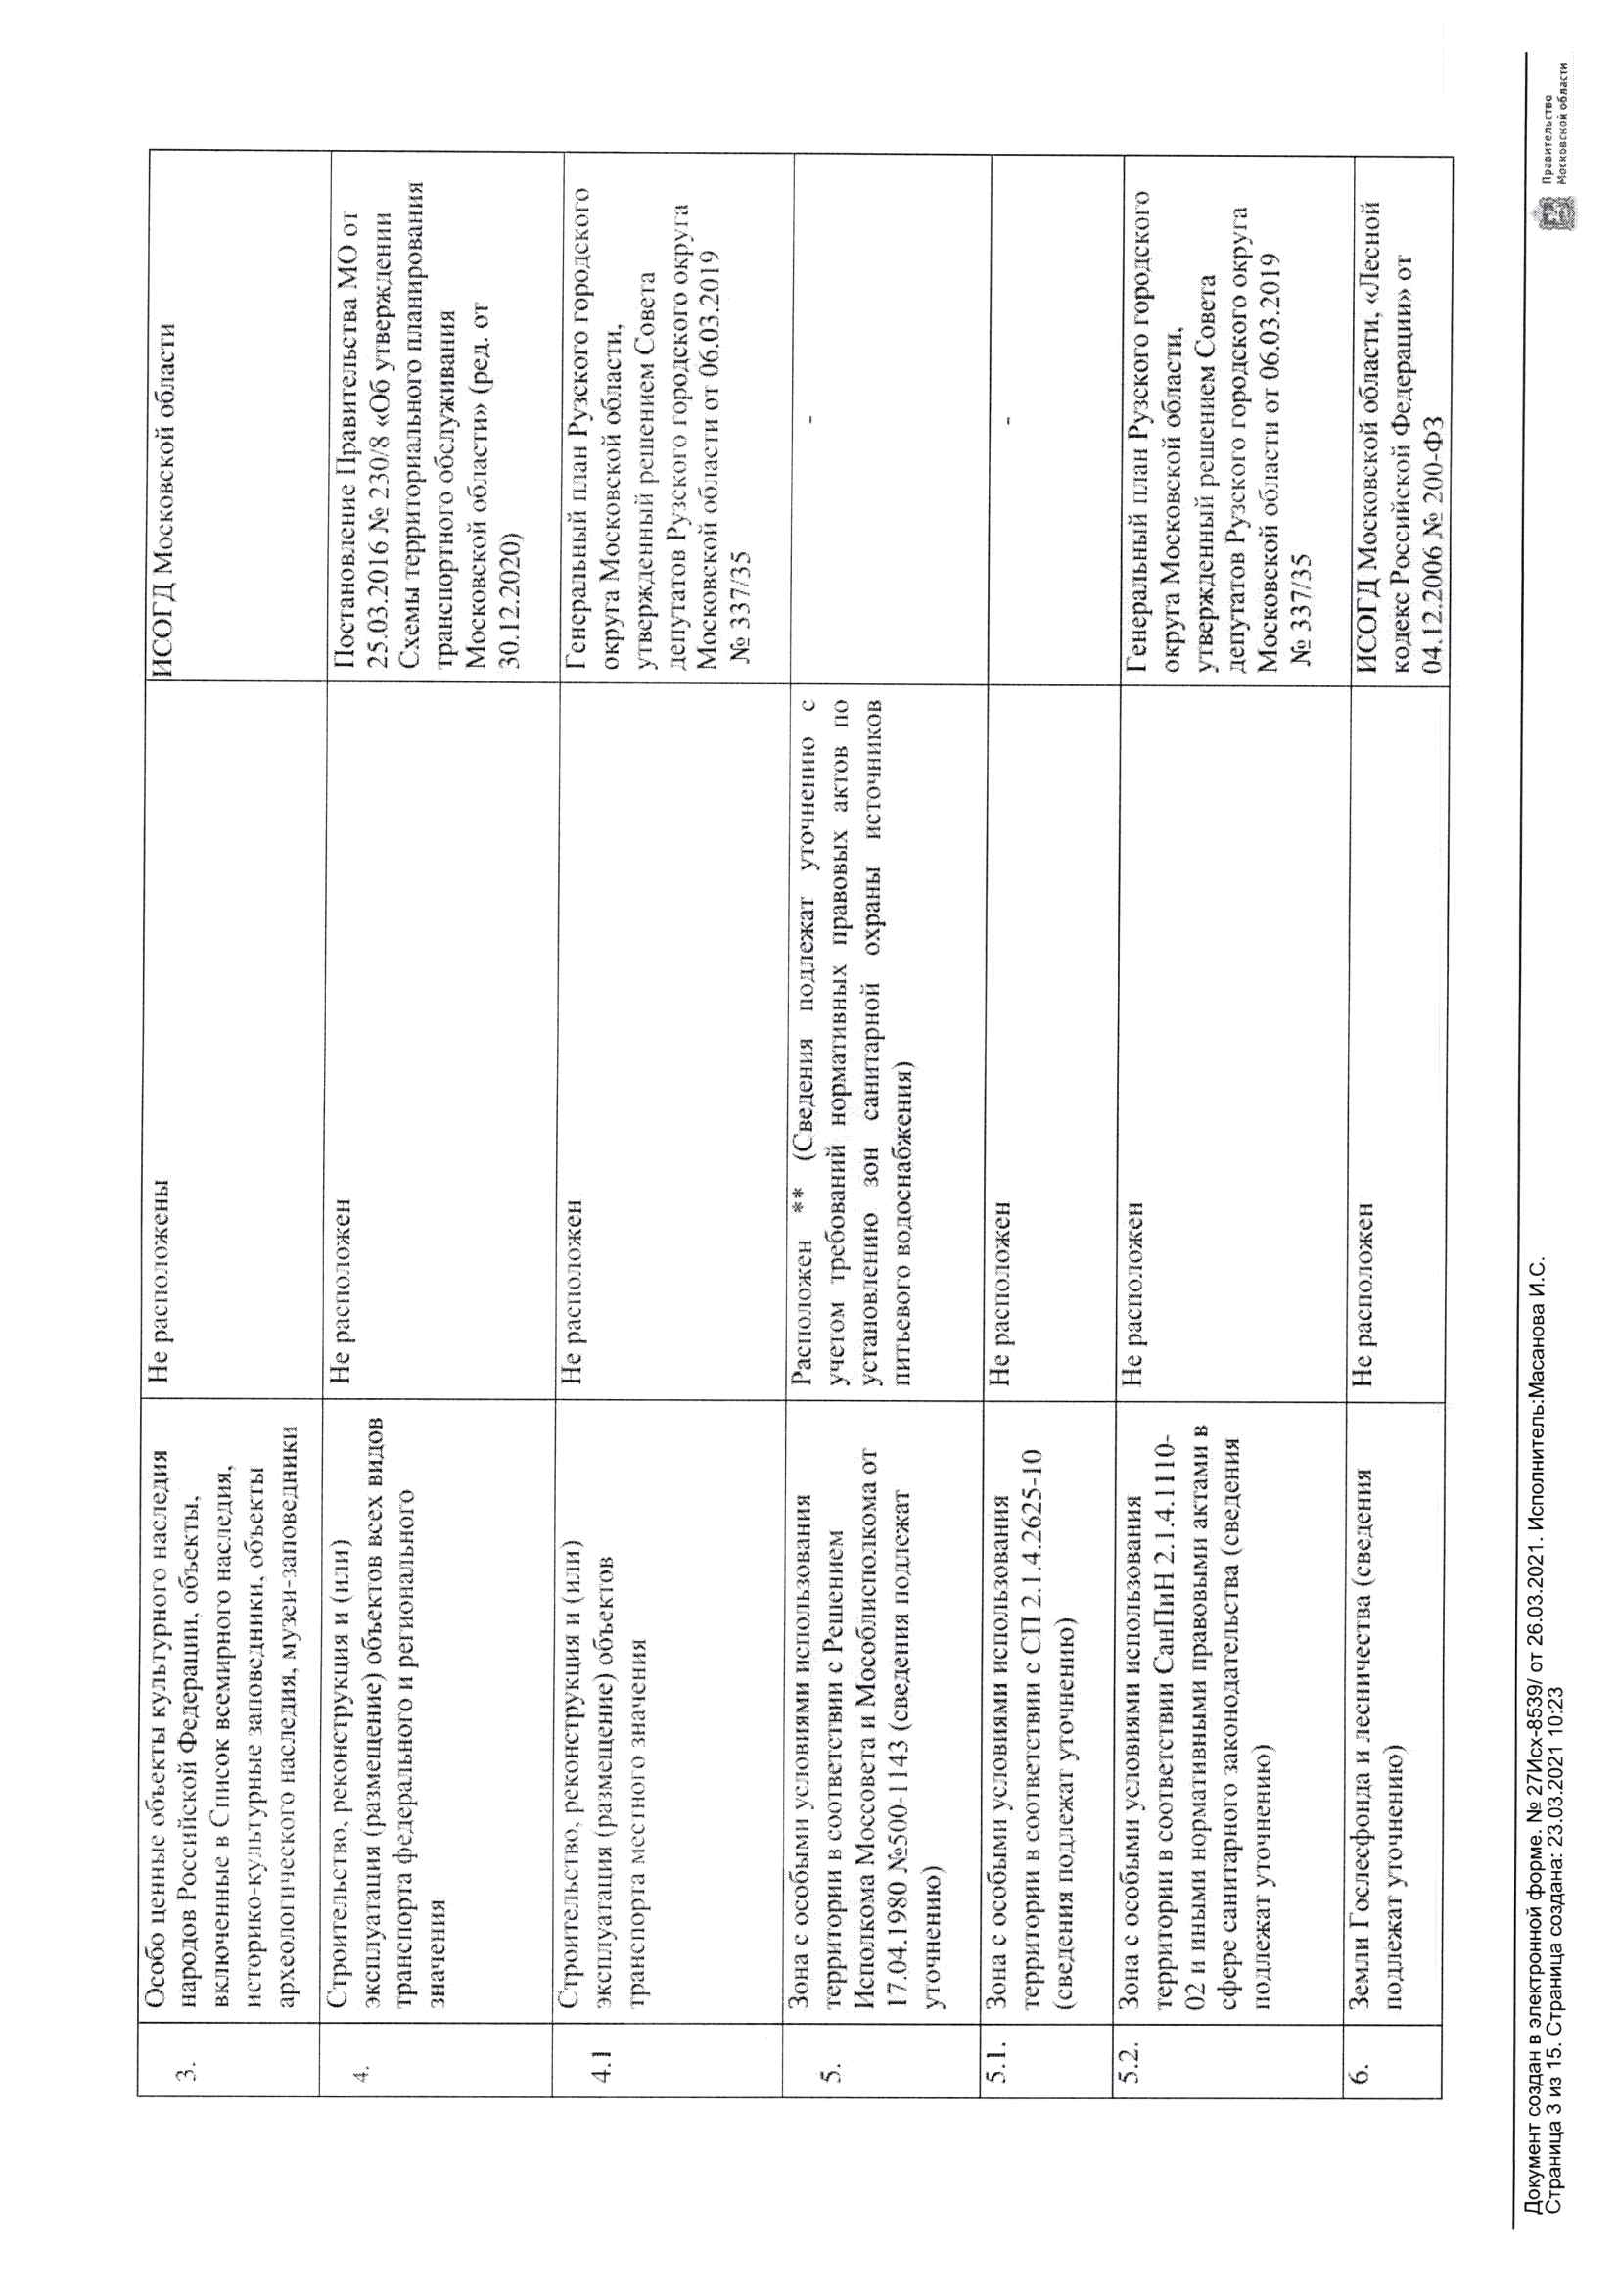 3.
Особо ценные объекты культурного наследия
народов Российской Федерации, объекты,
включенные в Список всемирного наследия,
историко-культурные заповедники, объекты
археологического наследия, музеи-заповедники
Не расположены
ИСОГД Московской области
4.
Строительство, реконструкция и (или)
эксплуатация (размещение) объектов всех видов
транспорта федерального и регионального
значения
Не расположен
Постановление Правительства МО от
25.03.2016 № 230/8 «Об утверждении
Схемы территориального планирования
транспортного обслуживания
Московской области» (ред. от
30.12.2020)
4.1
Строительство, реконструкция и (или)
эксплуатация (размещение) объектов
транспорта местного значения
Не расположен
Генеральный план Рузского городского
округа Московской области,
утвержденный решением Совета
депутатов Рузского городского округа
Московской области от 06.03.2019
№ 337/35
5.
Зона с особыми условиями использования
территории в соответствии с Решением
Исполкома Моссовета и Мособлисполкома от
17.04.1980 №500-1143 (сведения подлежат
уточнению)
Расположен ** (Сведения подлежат уточнению с
учетом требований нормативных правовых актов по
установлению зон санитарной охраны источников
питьевого водоснабжения)
-
5.1.
Зона с особыми условиями использования
территории в соответствии с СП 2.1.4.2625-10
(сведения подлежат уточнению)
Не расположен
-
5.2.
Зона с особыми условиями использования
территории в соответствии СанПиН 2.1.4.1110-
02 и иными нормативными правовыми актами в
сфере санитарного законодательства (сведения
подлежат уточнению)
Не расположен
Генеральный план Рузского городского
округа Московской области,
утвержденный решением Совета
депутатов Рузского городского округа
Московской области от 06.03.2019
№ 337/35
6.
Земли Гослесфонда и лесничества (сведения
подлежат уточнению)
Не расположен
ИСОГД Московской области, «Лесной
кодекс Российской Федерации» от
04.12.2006 № 200-ФЗ
Документ создан в электронной форме. № 27Исх-8539/ от 26.03.2021. Исполнитель:Масанова И.С.
Страница 3 из 15. Страница создана: 23.03.2021 10:23
Правительство
Московской области